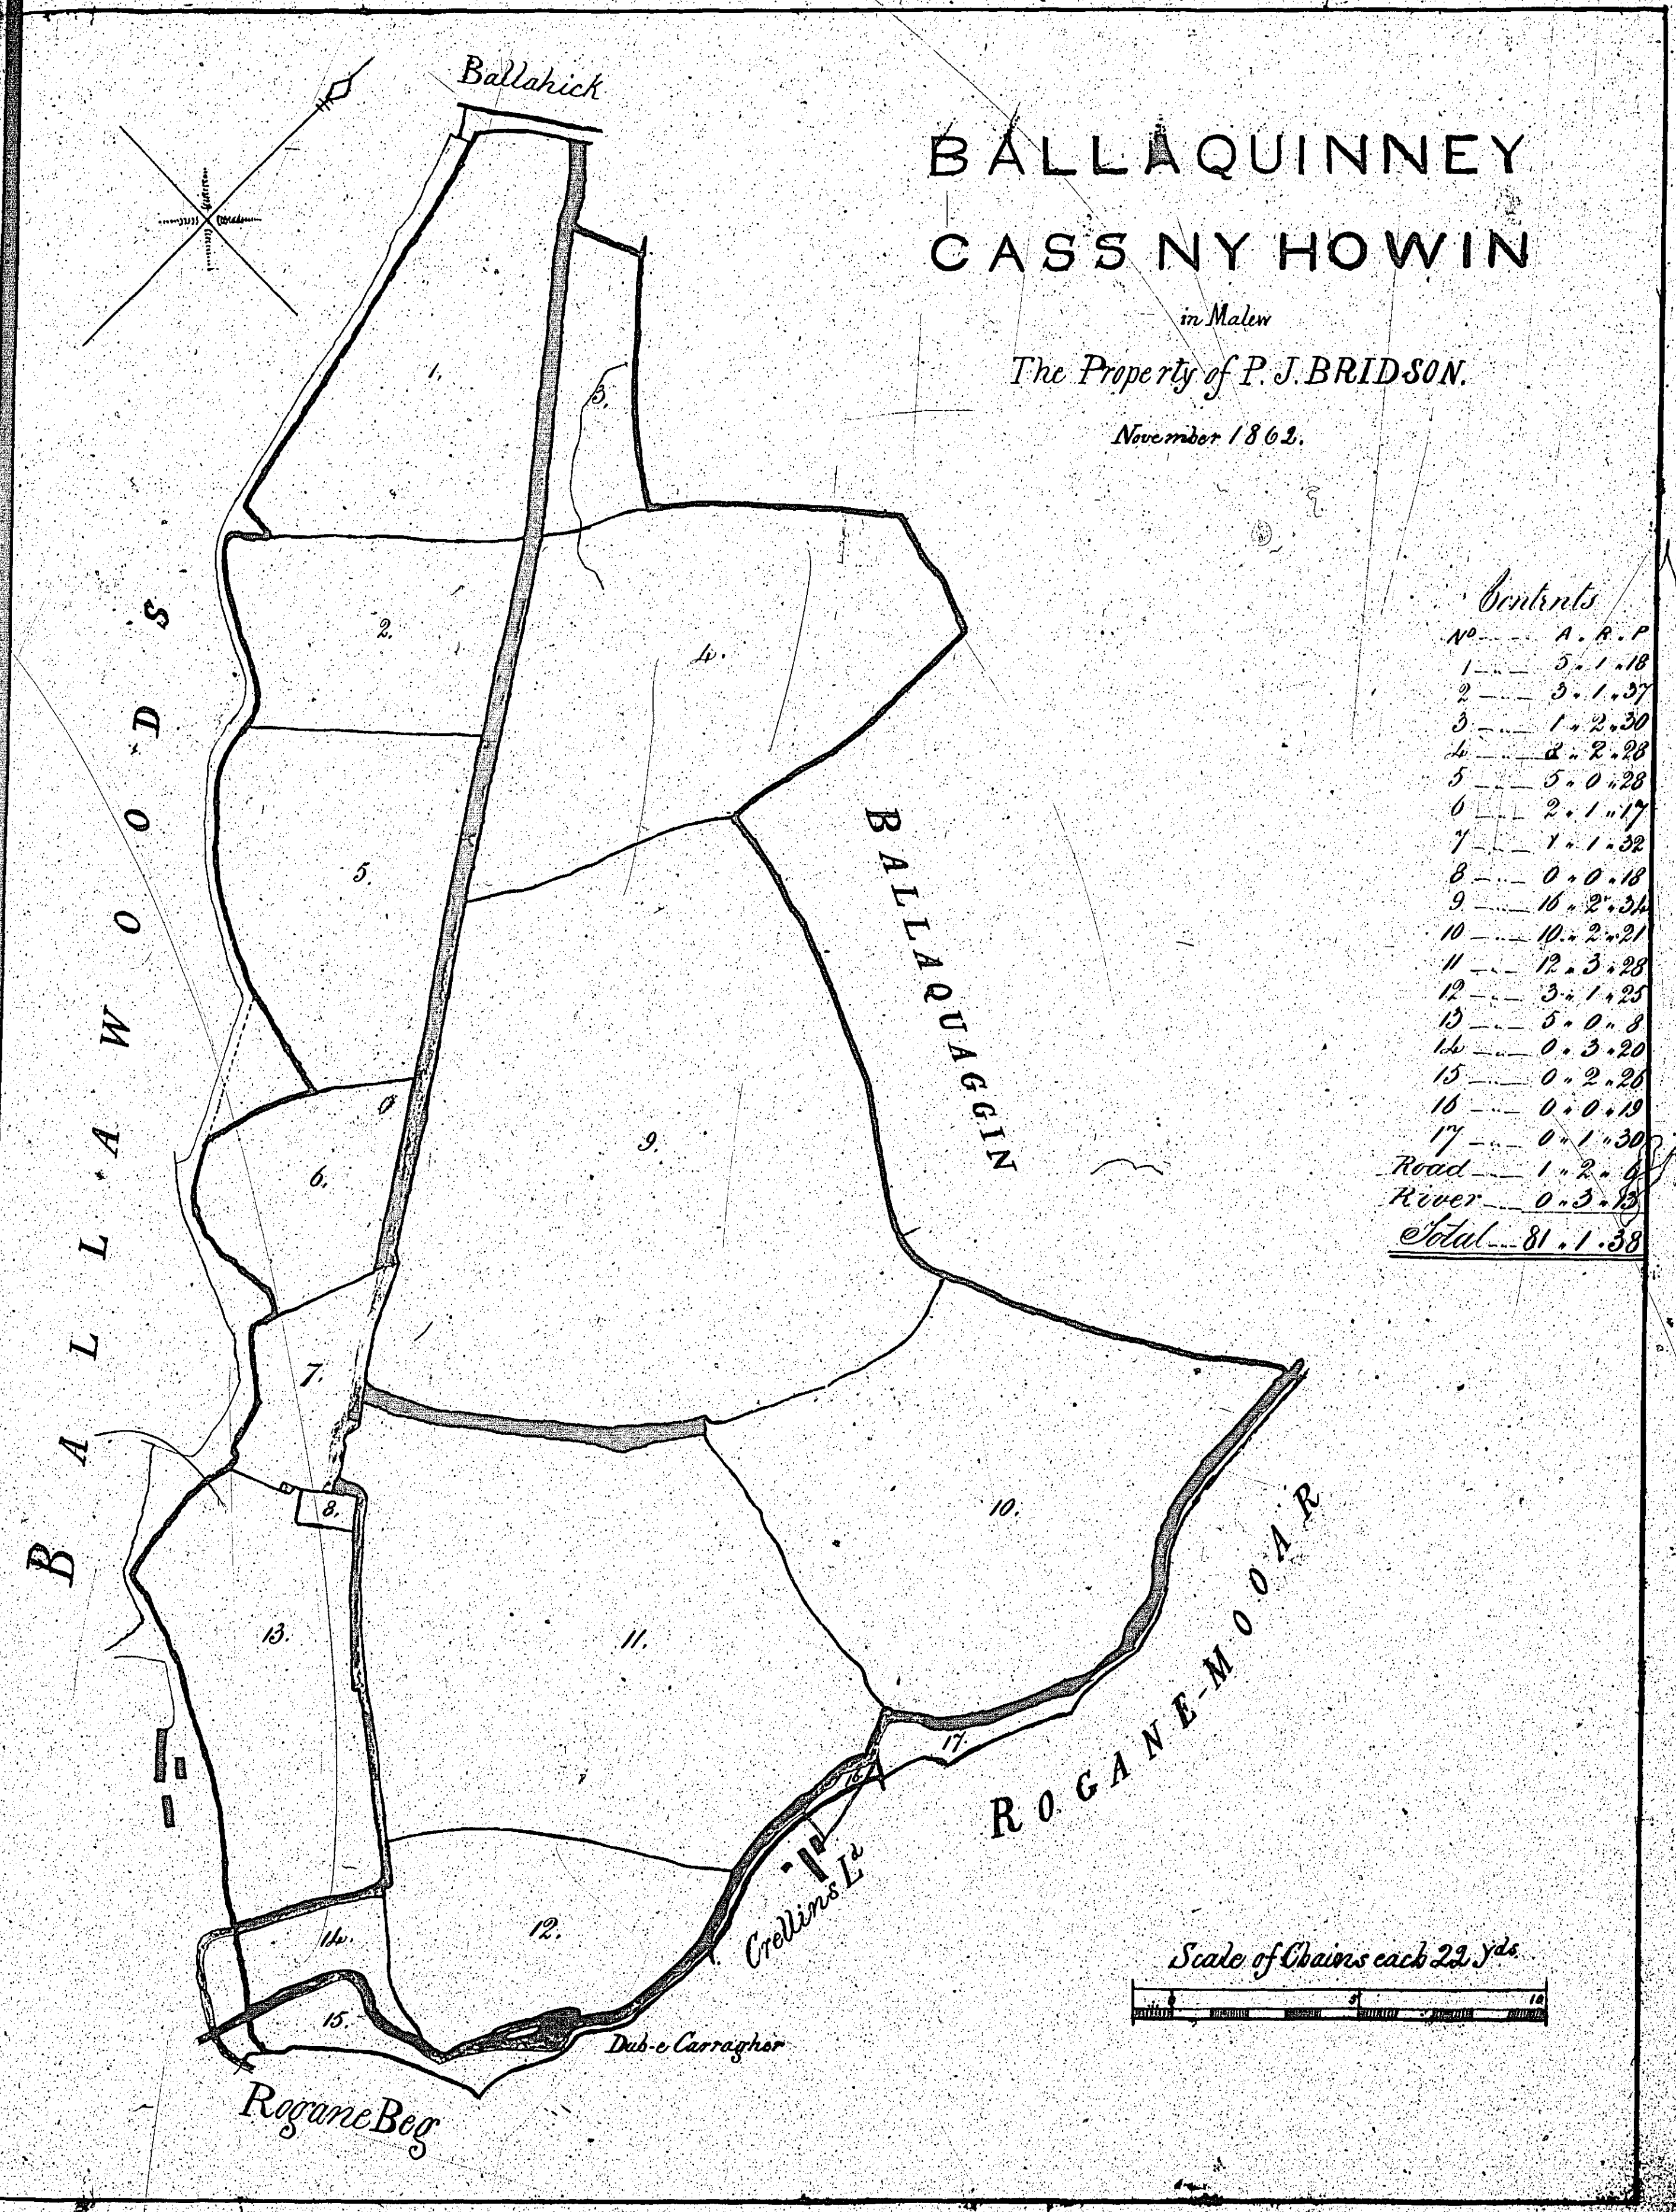 Ballahick
BALLAQUINNEY
CASS NY HOWIN
in Malew
The Property of P. J. BRIDSON.
November 1862.
Contents
No A . R . P
1 5 " 1 " 18
2 3 " 1 " 37
3 1 " 2 " 30
4 8 " 2 " 28
5 5 " 0 " 28
6 2 " 1 " 17
7 1 " 1 " 32
8 0 " 0 " 18
9 16 " 2 " 34
10 10 " 2 " 21
11 12 " 3 " 28
12 3 " 1 " 25
13 5 " 0 " 8
14 0 " 3 " 20
15 0 " 2 " 26
16 0 " 0 " 19
17 0 " 1 " 30
Road 1 " 2 " 6
River 0 " 3 " 13
Total 81 " 1 . 38
BALLAWOODS
BALLAQUAGGIN
ROGANE-MOOAR
1.
3.
2.
4.
5.
9.
6.
7.
8.
10.
13.
11.
17.
16
12.
14.
15.
Crellins Ld
Dub-e Carragher
Rogane Beg
Scale of Chains each 22 yds.
0 5 10